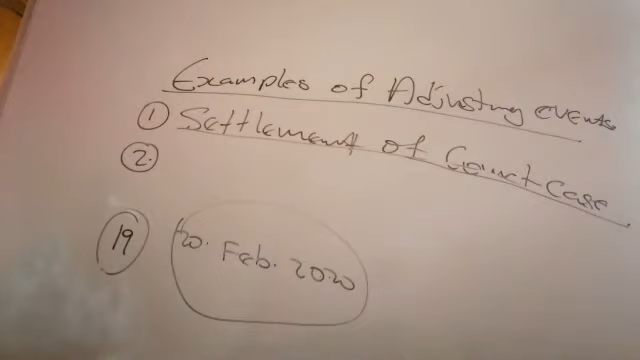 Examples of Adjusting events
① Settlement of Court case
②
⑲ 20. Feb. 2020